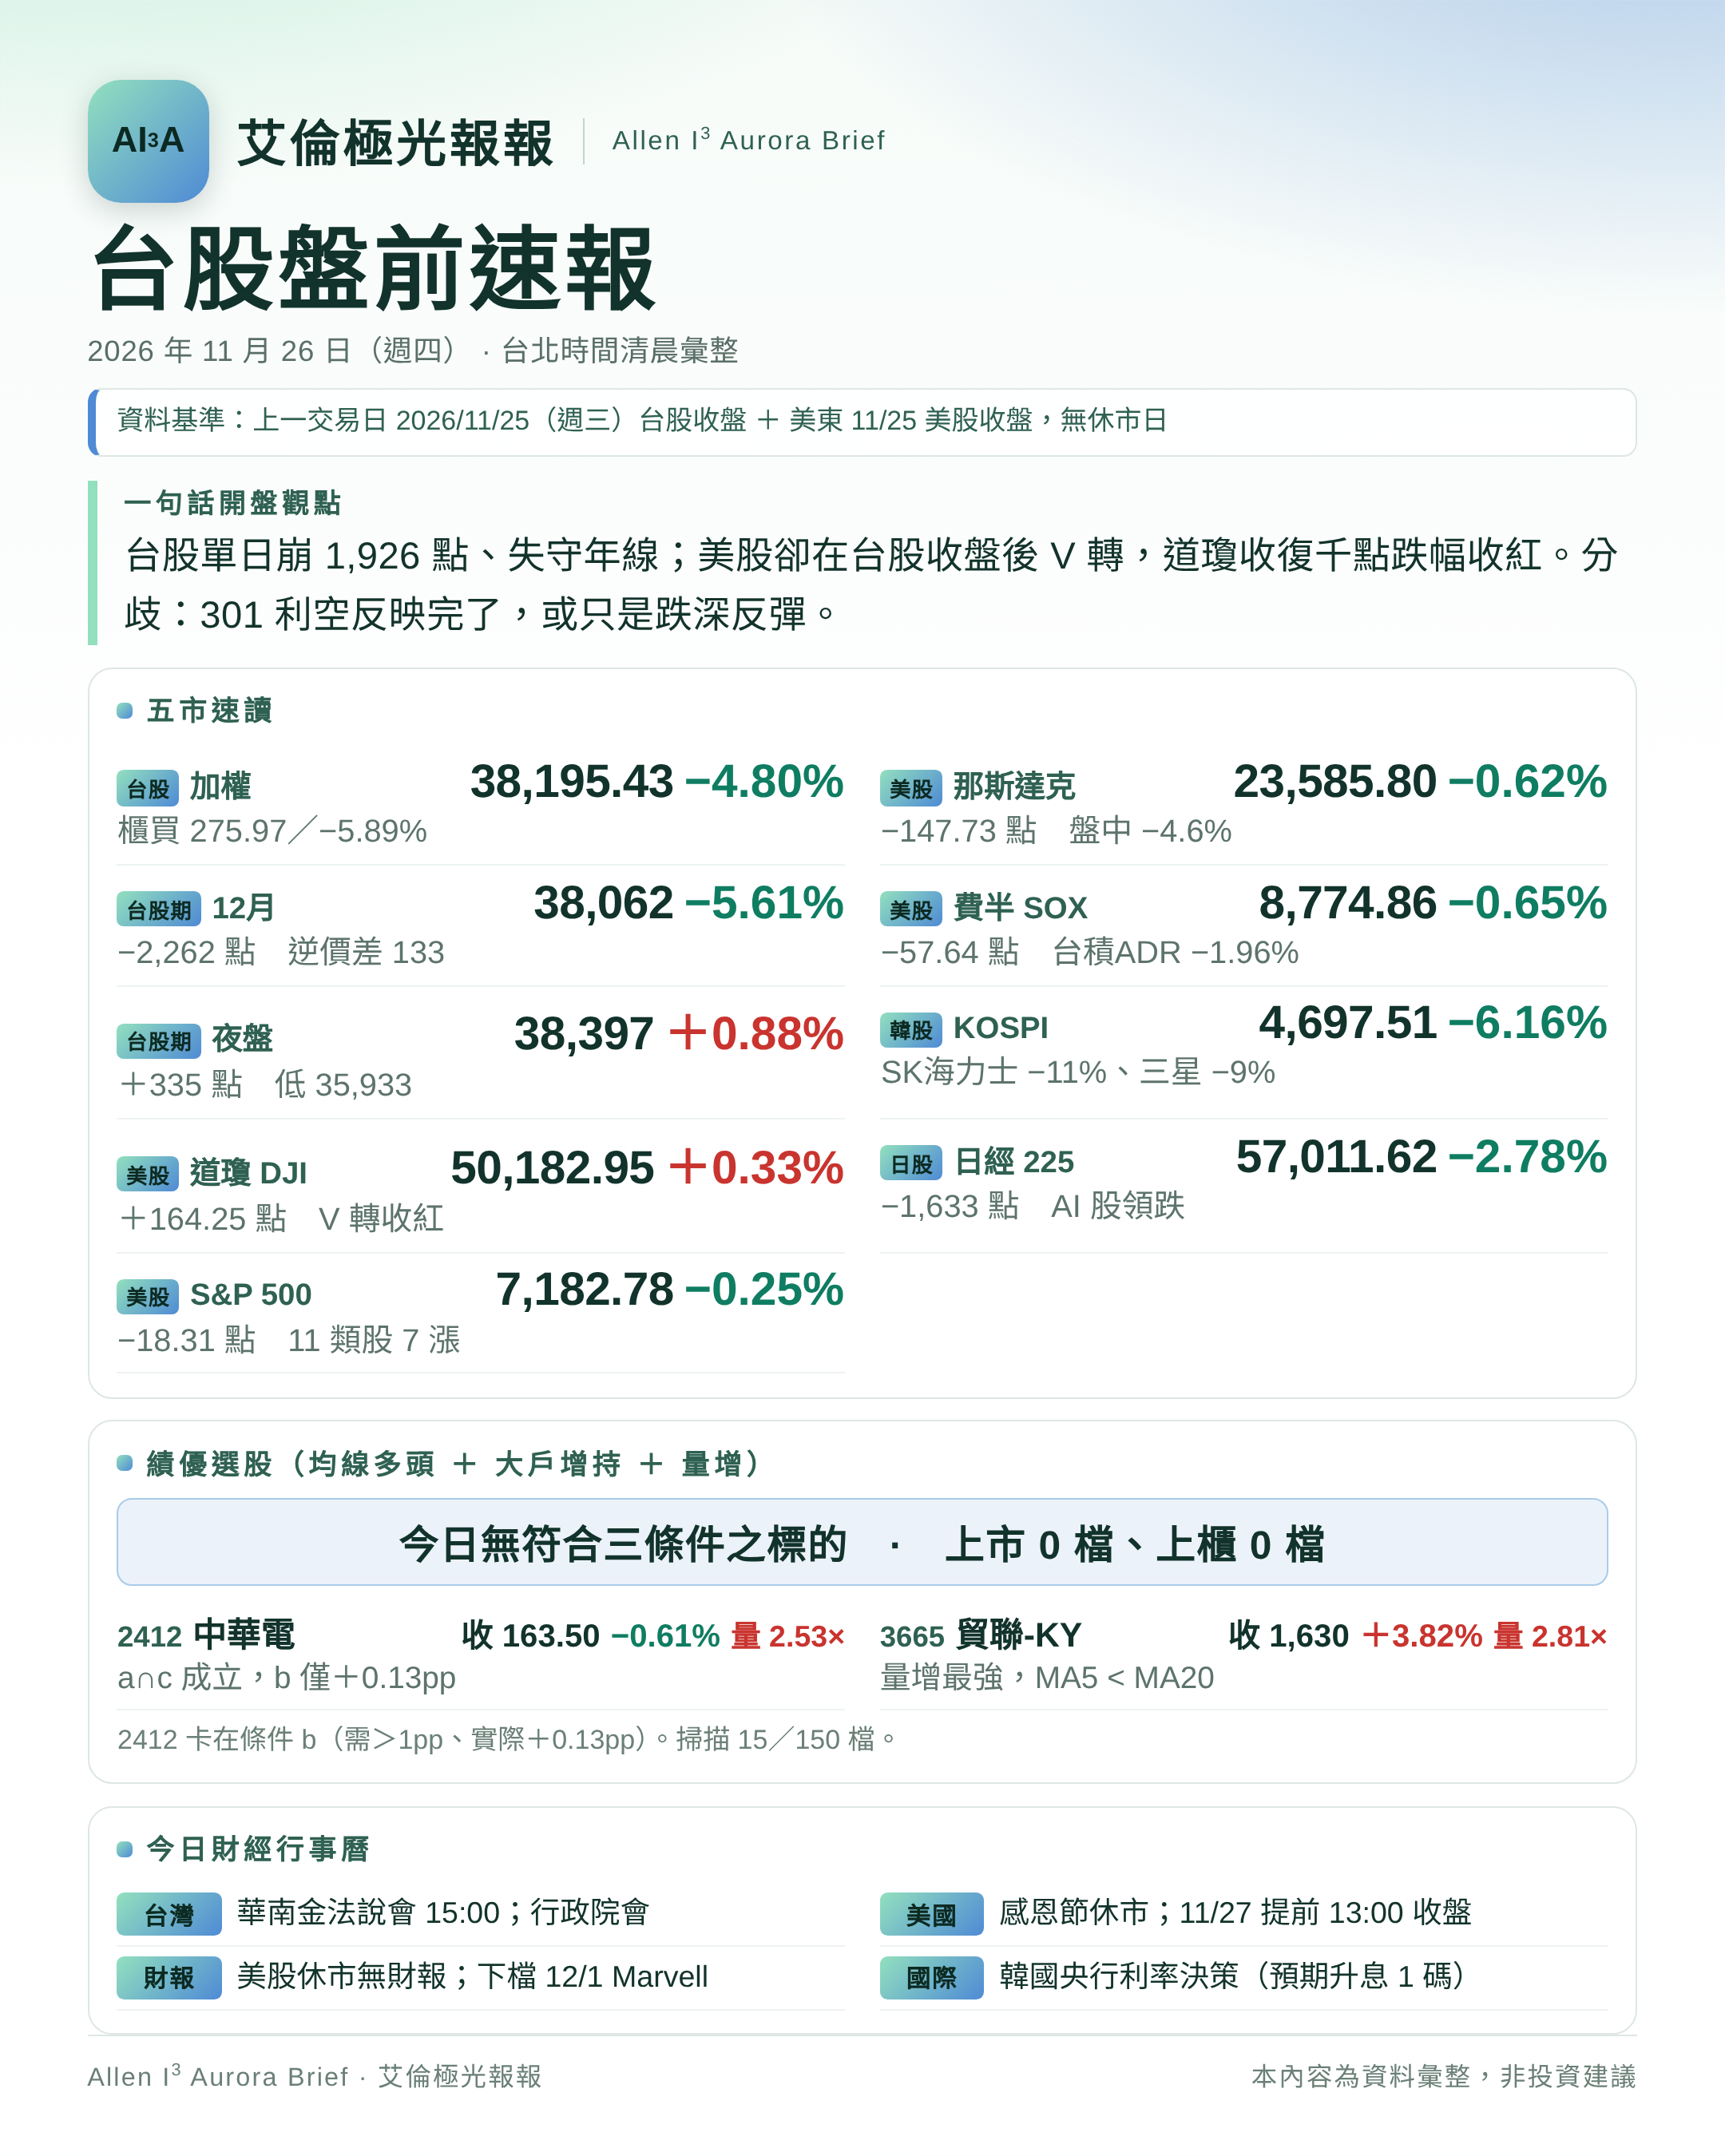 AI3A 艾倫極光報報 Allen I³ Aurora Brief
台股盤前速報
2026 年 11 月 26 日（週四） · 台北時間清晨彙整
資料基準：上一交易日 2026/11/25（週三）台股收盤 ＋ 美東 11/25 美股收盤，無休市日
一句話開盤觀點
台股單日崩 1,926 點、失守年線；美股卻在台股收盤後 V 轉，道瓊收復千點跌幅收紅。分
歧：301 利空反映完了，或只是跌深反彈。
五市速讀
台股 加權 38,195.43 −4.80%
櫃買 275.97／−5.89%
台股期 12月 38,062 −5.61%
−2,262 點　逆價差 133
台股期 夜盤 38,397 ＋0.88%
＋335 點　低 35,933
美股 道瓊 DJI 50,182.95 ＋0.33%
＋164.25 點　V 轉收紅
美股 S&P 500 7,182.78 −0.25%
−18.31 點　11 類股 7 漲
美股 那斯達克 23,585.80 −0.62%
−147.73 點　盤中 −4.6%
美股 費半 SOX 8,774.86 −0.65%
−57.64 點　台積ADR −1.96%
韓股 KOSPI 4,697.51 −6.16%
SK海力士 −11%、三星 −9%
日股 日經 225 57,011.62 −2.78%
−1,633 點　AI 股領跌
績優選股（均線多頭 ＋ 大戶增持 ＋ 量增）
今日無符合三條件之標的　·　上市 0 檔、上櫃 0 檔
2412 中華電 收 163.50 −0.61% 量 2.53×
a∩c 成立，b 僅＋0.13pp
3665 貿聯-KY 收 1,630 ＋3.82% 量 2.81×
量增最強，MA5 < MA20
2412 卡在條件 b（需＞1pp、實際＋0.13pp）。掃描 15／150 檔。
今日財經行事曆
台灣 華南金法說會 15:00；行政院會
美國 感恩節休市；11/27 提前 13:00 收盤
財報 美股休市無財報；下檔 12/1 Marvell
國際 韓國央行利率決策（預期升息 1 碼）
Allen I³ Aurora Brief · 艾倫極光報報
本內容為資料彙整，非投資建議